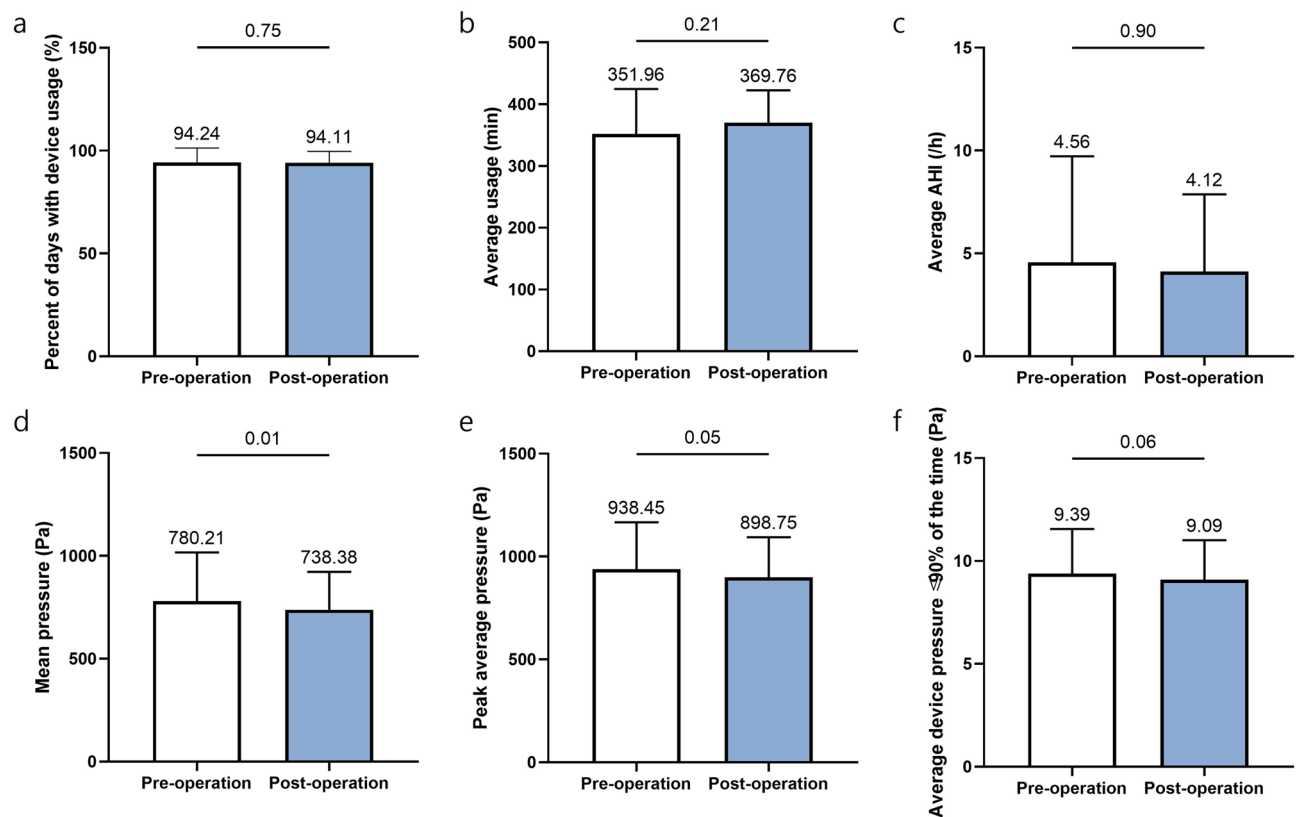 a
0.75
Percent of days with device usage (%)
150
100
50
0
94.24
94.11
Pre-operation
Post-operation
b
0.21
Average usage (min)
500
400
300
200
100
0
351.96
369.76
Pre-operation
Post-operation
c
0.90
Average AHI (/h)
15
10
5
0
4.56
4.12
Pre-operation
Post-operation
d
0.01
Mean pressure (Pa)
1500
1000
500
0
780.21
738.38
Pre-operation
Post-operation
e
0.05
Peak average pressure (Pa)
1500
1000
500
0
938.45
898.75
Pre-operation
Post-operation
f
0.06
Average device pressure 90% of the time (Pa)
15
10
5
0
9.39
9.09
Pre-operation
Post-operation